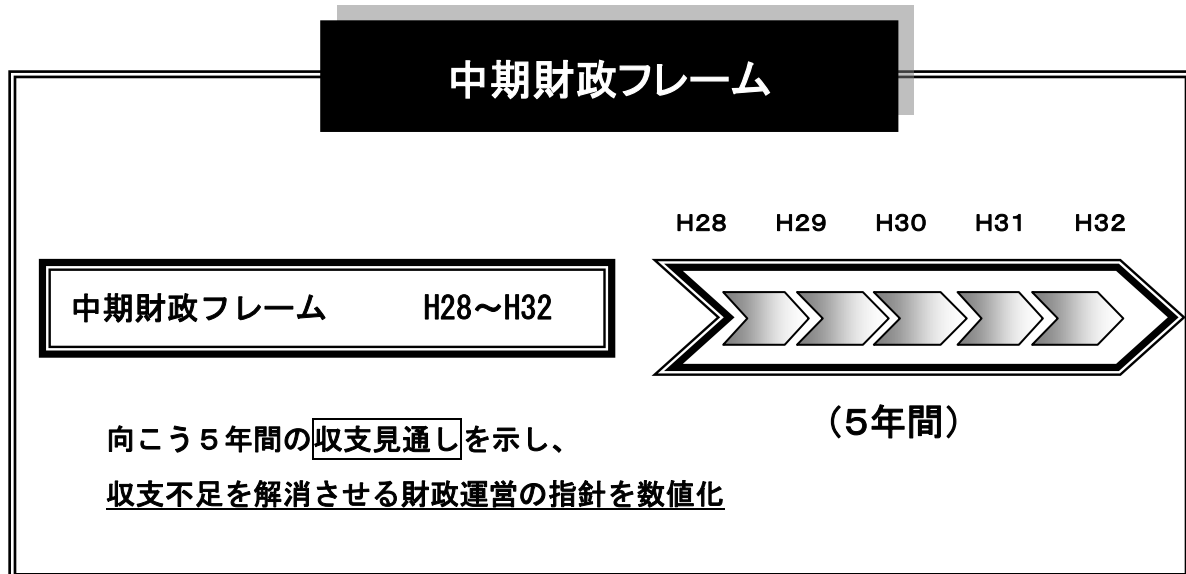 中期財政フレーム
H28 H29 H30 H31 H32
中期財政フレーム H28～H32
（5年間）
向こう５年間の収支見通しを示し、
収支不足を解消させる財政運営の指針を数値化